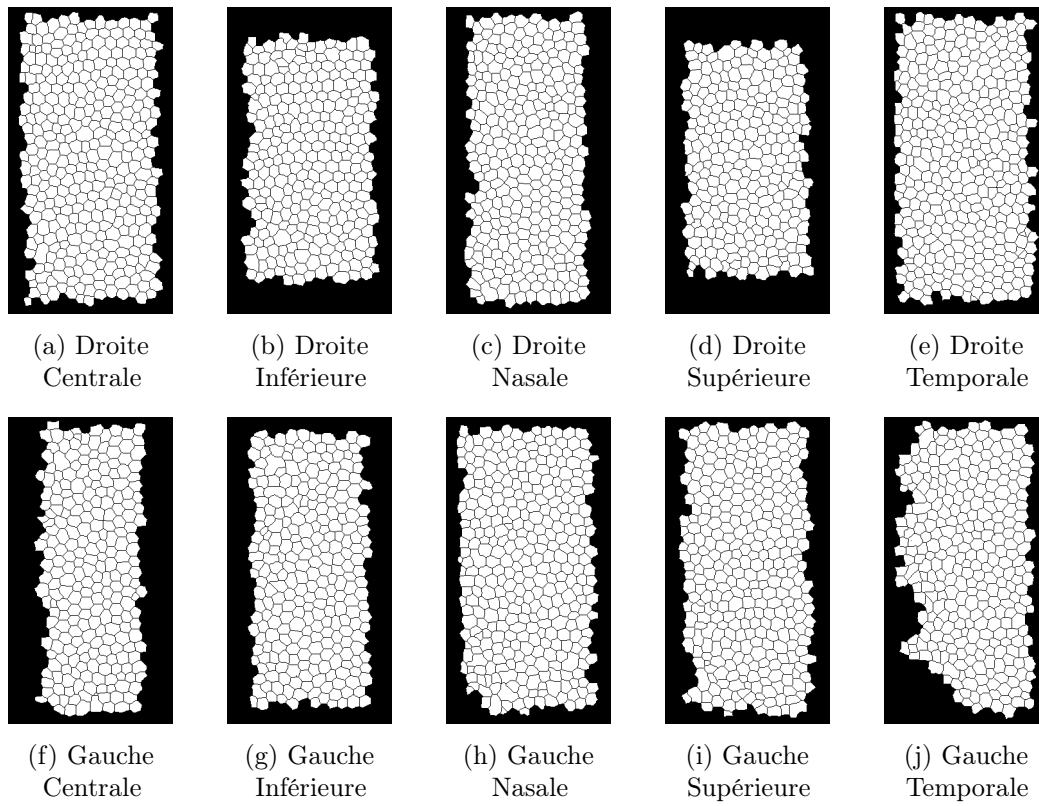 (a) Droite
Centrale
(b) Droite
Inférieure
(c) Droite
Nasale
(d) Droite
Supérieure
(e) Droite
Temporale
(f) Gauche
Centrale
(g) Gauche
Inférieure
(h) Gauche
Nasale
(i) Gauche
Supérieure
(j) Gauche
Temporale